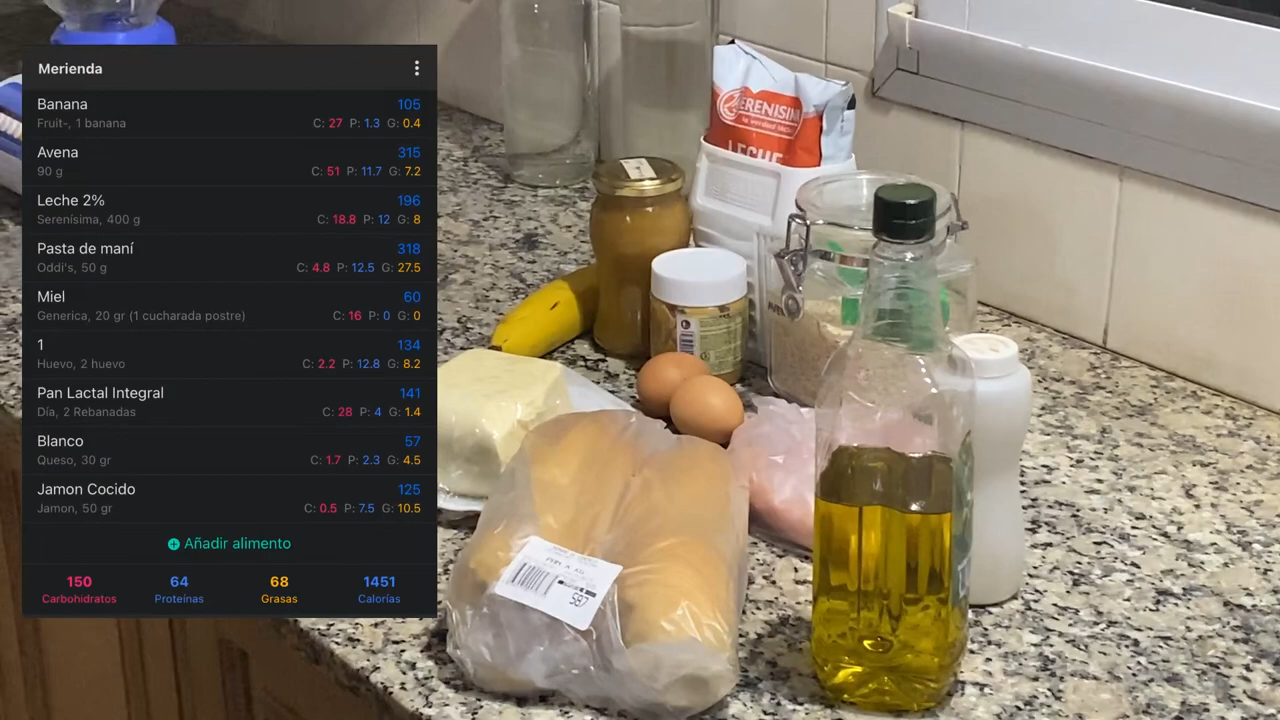 Merienda
Banana 105
Fruit-, 1 banana C: 27 P: 1.3 G: 0.4
Avena 315
90 g C: 51 P: 11.7 G: 7.2
Leche 2% 196
Serenísima, 400 g C: 18.8 P: 12 G: 8
Pasta de maní 318
Oddi's, 50 g C: 4.8 P: 12.5 G: 27.5
Miel 60
Generica, 20 gr (1 cucharada postre) C: 16 P: 0 G: 0
1 134
Huevo, 2 huevo C: 2.2 P: 12.8 G: 8.2
Pan Lactal Integral 141
Día, 2 Rebanadas C: 28 P: 4 G: 1.4
Blanco 57
Queso, 30 gr C: 1.7 P: 2.3 G: 4.5
Jamon Cocido 125
Jamon, 50 gr C: 0.5 P: 7.5 G: 10.5
Añadir alimento
150 64 68 1451
Carbohidratos Proteínas Grasas Calorías
LECHE